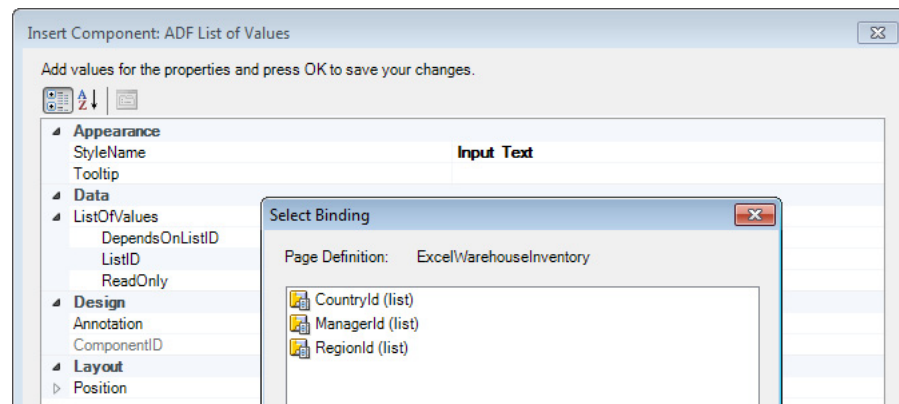 Insert Component: ADF List of Values
Add values for the properties and press OK to save your changes.
Appearance
StyleName Input Text
Tooltip
Data
ListOfValues
DependsOnListID
ListID
ReadOnly
Design
Annotation
ComponentID
Layout
Position
Select Binding
Page Definition: ExcelWarehouseInventory
CountryId (list)
ManagerId (list)
RegionId (list)